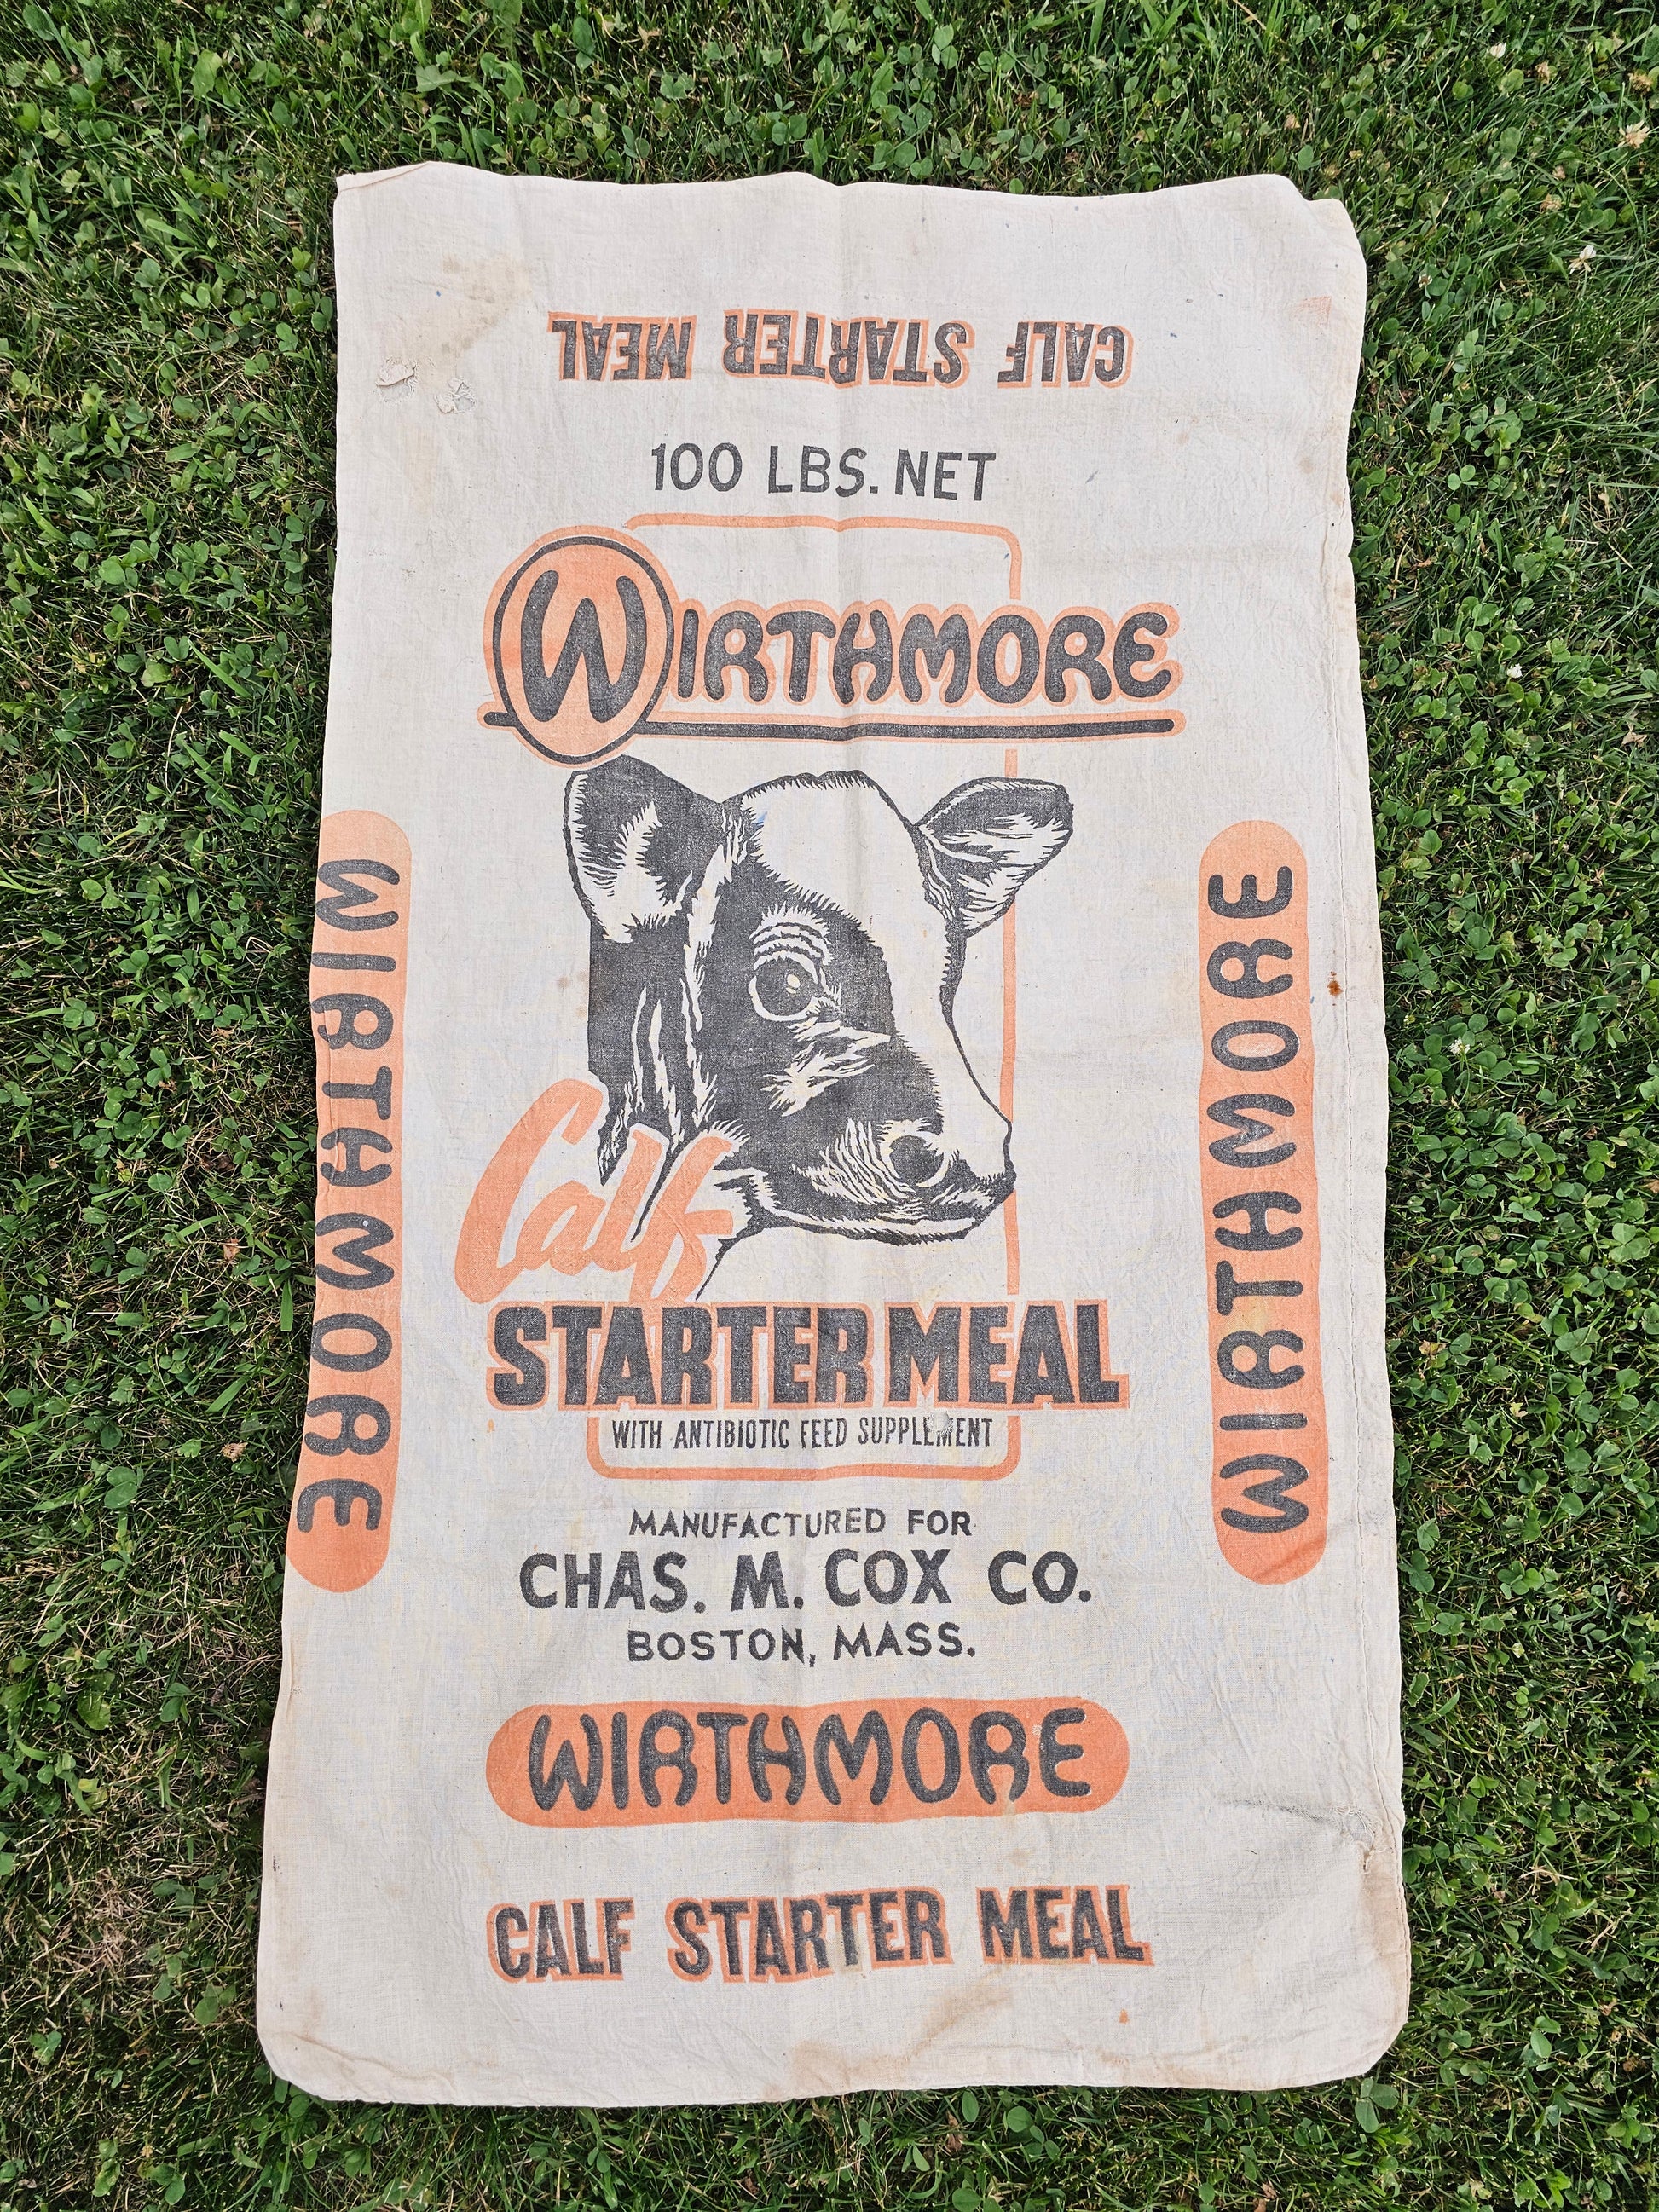 CALF STARTER MEAL
100 LBS. NET
WIRTHMORE
WIRTHMORE
WIRTHMORE
Calf
STARTER MEAL
WITH ANTIBIOTIC FEED SUPPLEMENT
MANUFACTURED FOR
CHAS. M. COX CO.
BOSTON, MASS.
WIRTHMORE
CALF STARTER MEAL